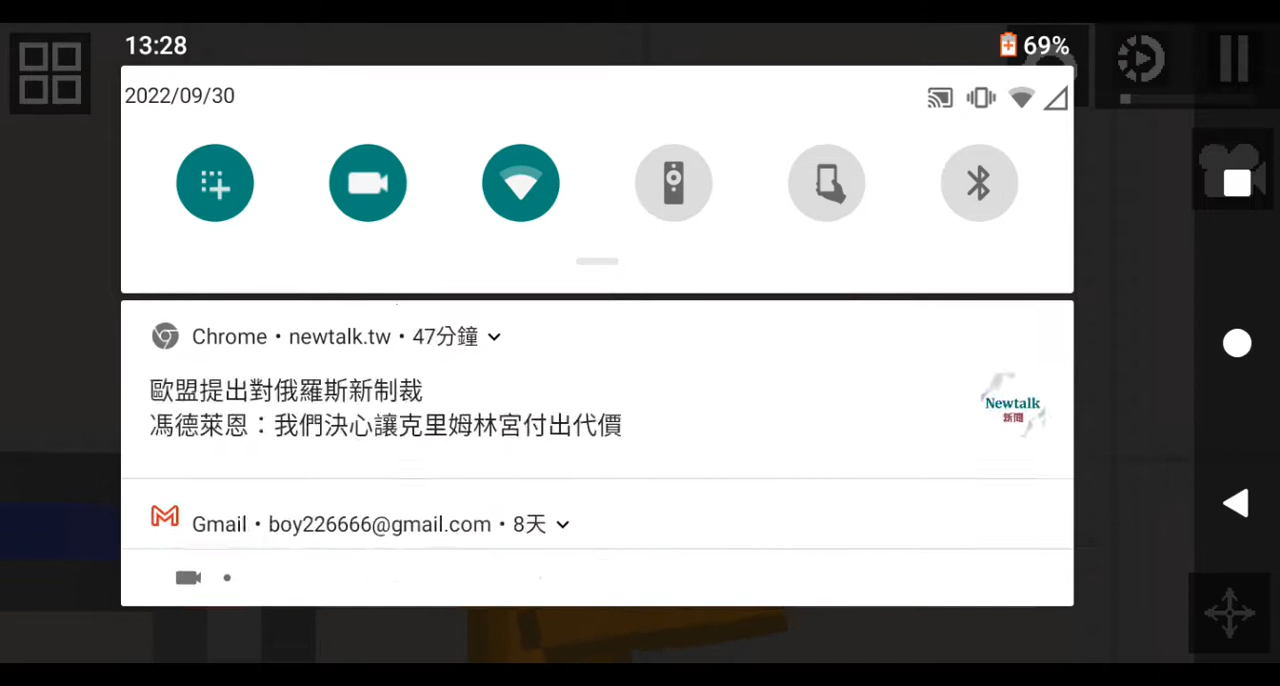 13:28
69%
2022/09/30
Chrome • newtalk.tw • 47分鐘
歐盟提出對俄羅斯新制裁
馮德萊恩：我們決心讓克里姆林宮付出代價
Newtalk
新聞
Gmail • boy226666@gmail.com • 8天